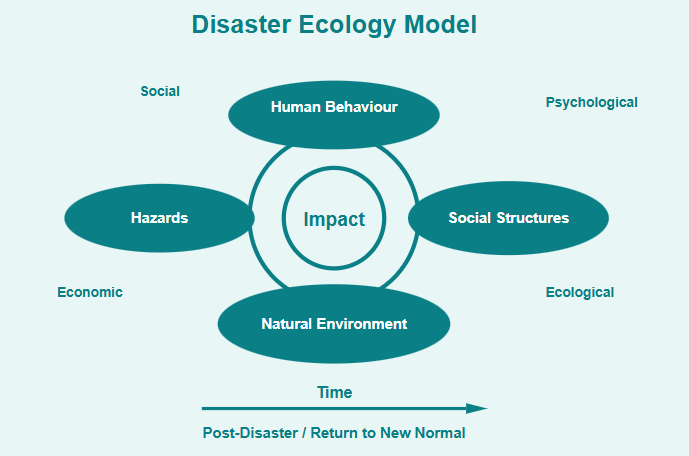 Disaster Ecology Model
Social
Psychological
Human Behaviour
Hazards
Impact
Social Structures
Economic
Ecological
Natural Environment
Time
Post-Disaster / Return to New Normal